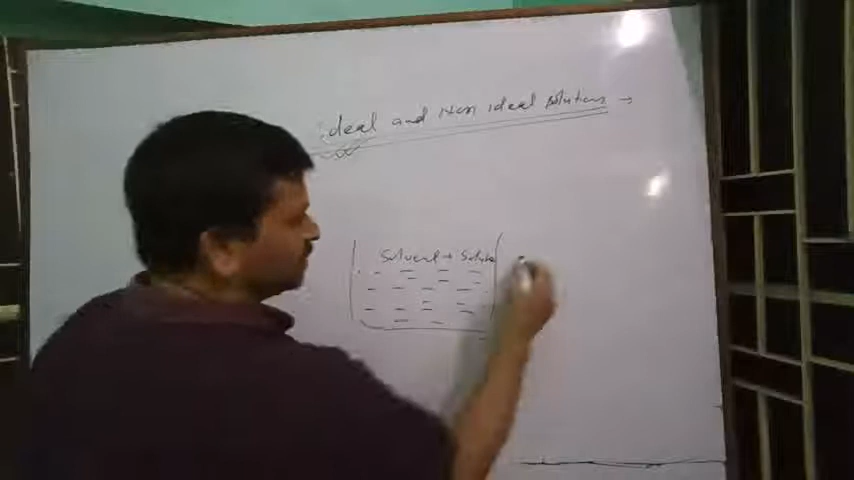 Ideal and Non ideal solutions →
Solvent + Solute